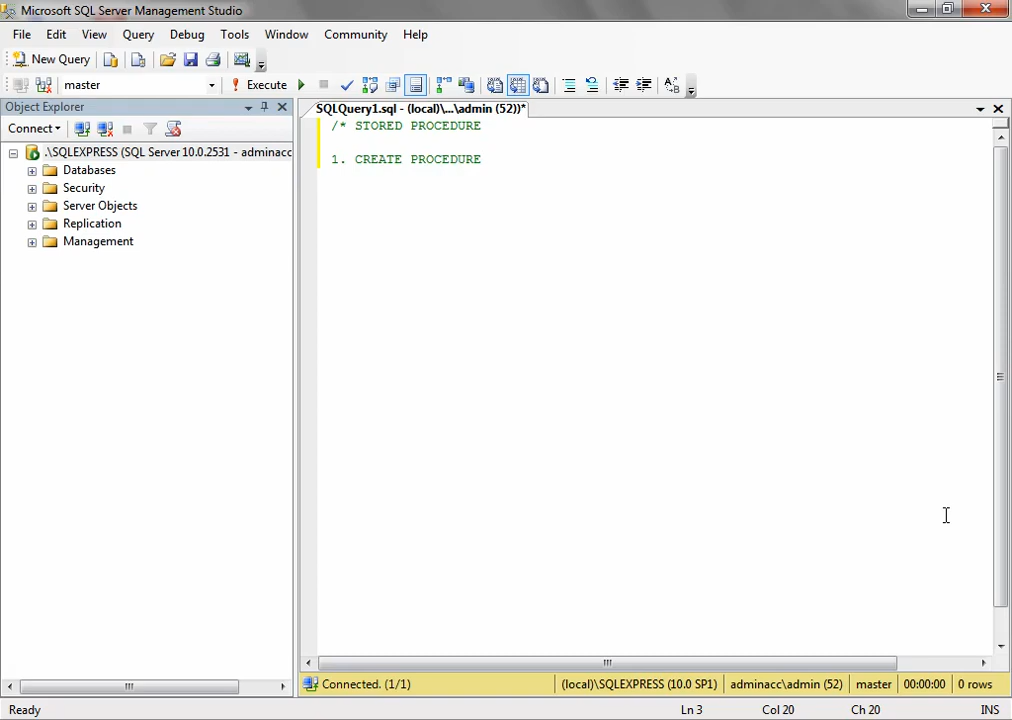 Microsoft SQL Server Management Studio
File Edit View Query Debug Tools Window Community Help
New Query
master Execute
Object Explorer
SQLQuery1.sql - (local)\...\admin (52))*
Connect
.\SQLEXPRESS (SQL Server 10.0.2531 - adminacc
Databases
Security
Server Objects
Replication
Management
/* STORED PROCEDURE
1. CREATE PROCEDURE
Connected. (1/1) (local)\SQLEXPRESS (10.0 SP1) adminacc\admin (52) master 00:00:00 0 rows
Ready Ln 3 Col 20 Ch 20 INS